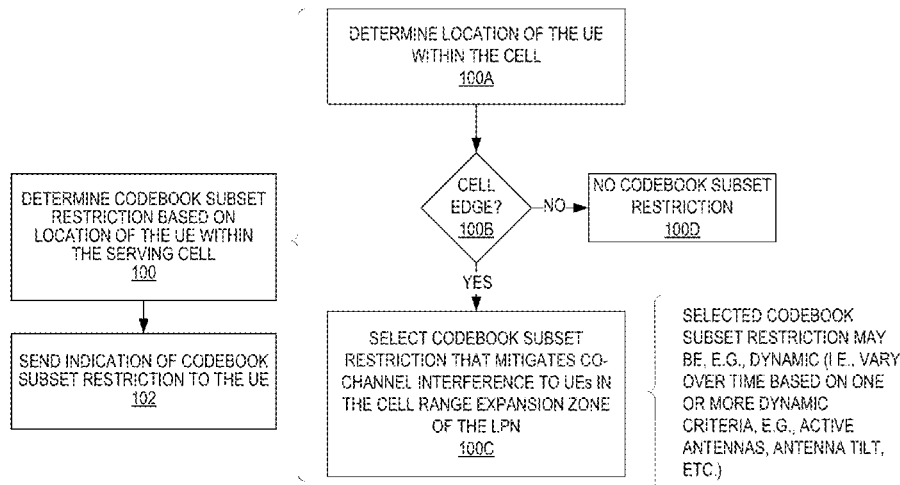 DETERMINE LOCATION OF THE UE
WITHIN THE CELL
100A
CELL
EDGE?
100B
NO
NO CODEBOOK SUBSET
RESTRICTION
100D
DETERMINE CODEBOOK SUBSET
RESTRICTION BASED ON
LOCATION OF THE UE WITHIN
THE SERVING CELL
100
YES
SEND INDICATION OF CODEBOOK
SUBSET RESTRICTION TO THE UE
102
SELECT CODEBOOK SUBSET
RESTRICTION THAT MITIGATES CO-
CHANNEL INTERFERENCE TO UEs IN
THE CELL RANGE EXPANSION ZONE
OF THE LPN
100C
SELECTED CODEBOOK
SUBSET RESTRICTION MAY
BE, E.G., DYNAMIC (I.E., VARY
OVER TIME BASED ON ONE
OR MORE DYNAMIC
CRITERIA, E.G., ACTIVE
ANTENNAS, ANTENNA TILT,
ETC.)